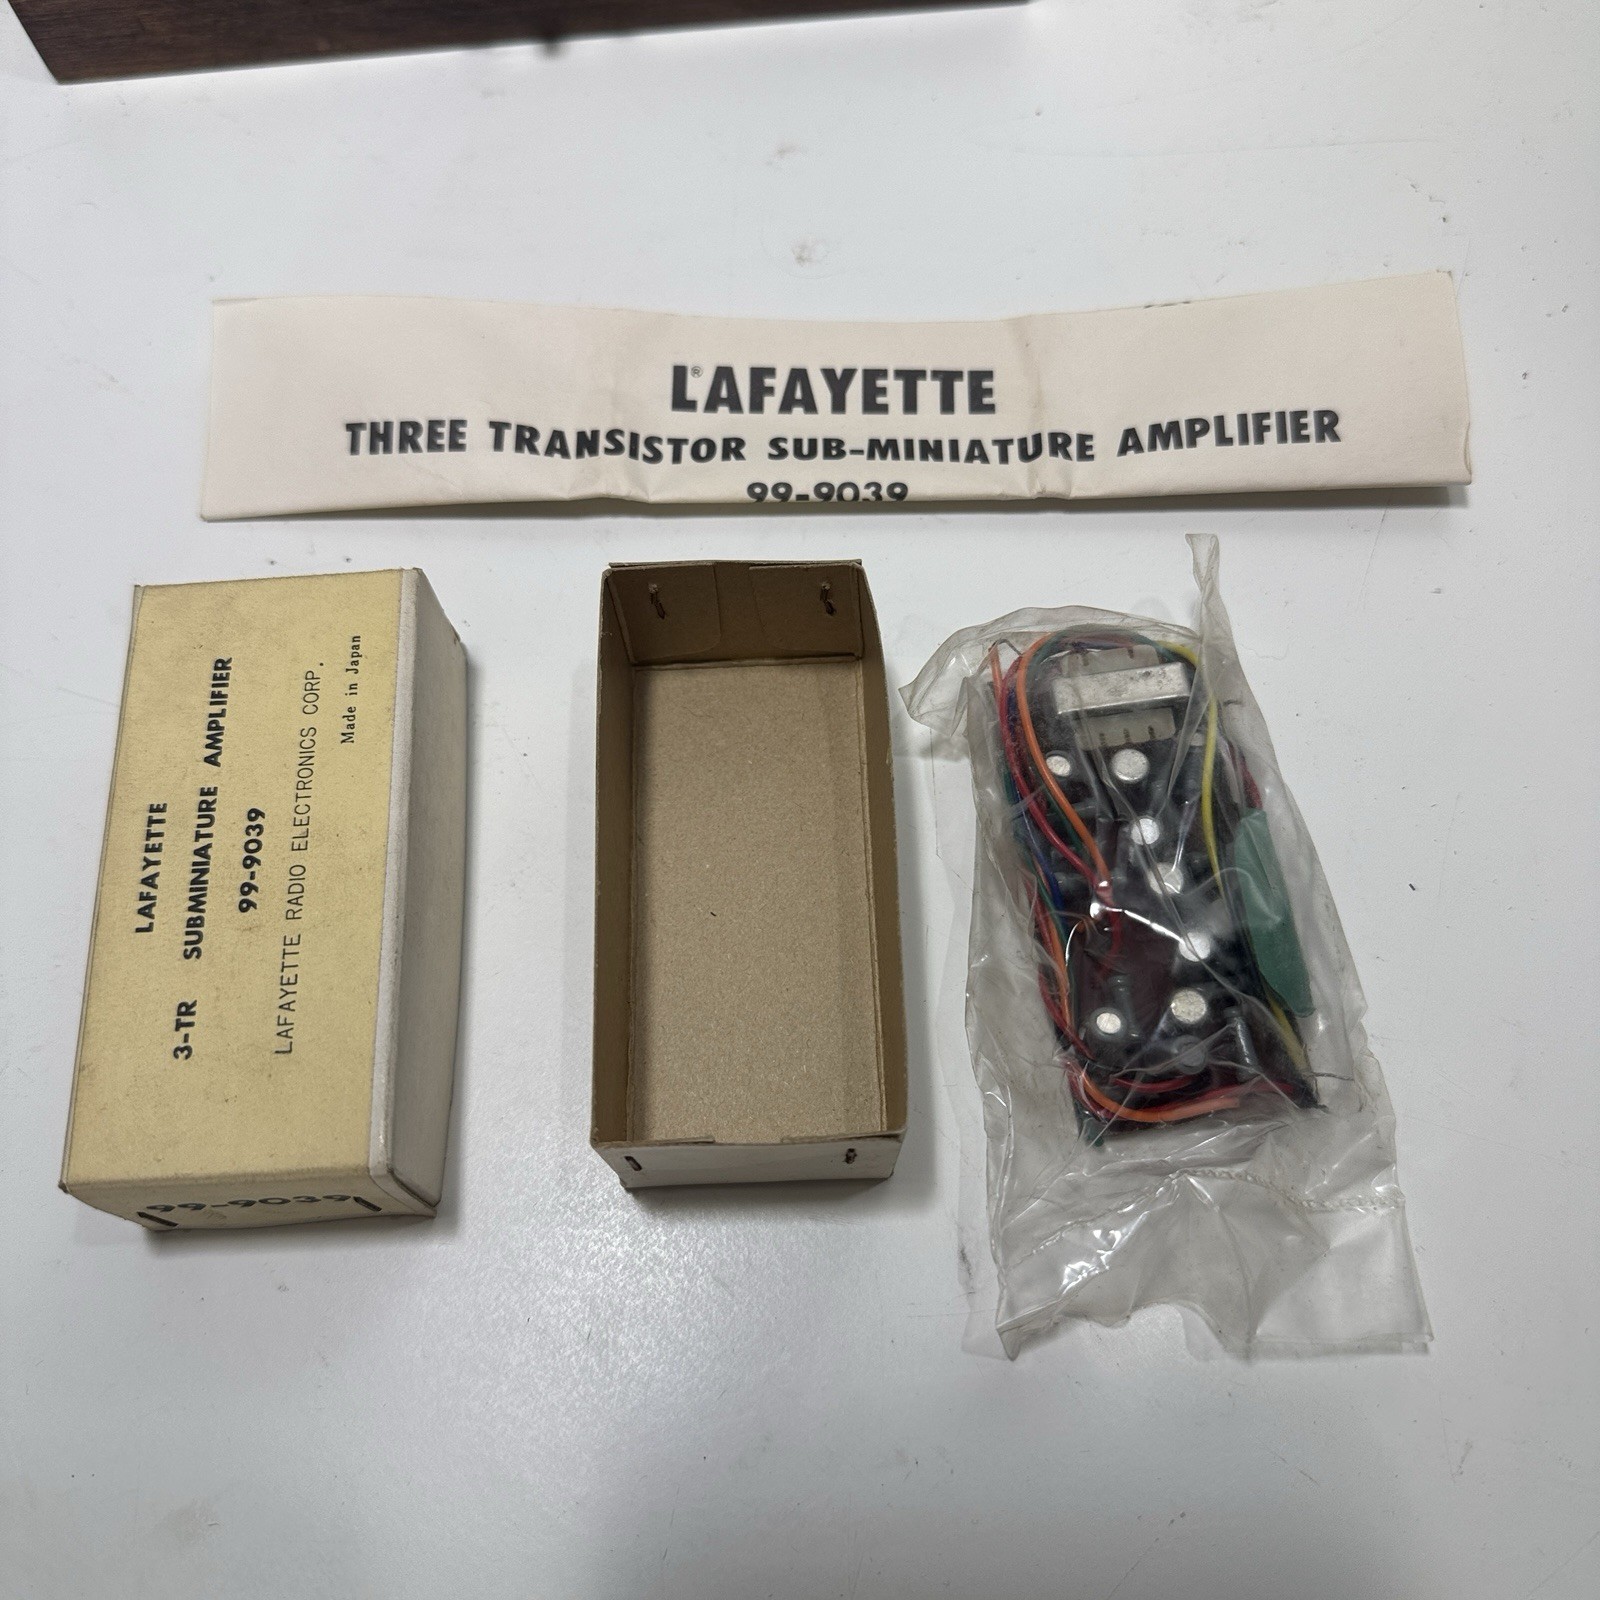 L®AFAYETTE
THREE TRANSISTOR SUB-MINIATURE AMPLIFIER
99-9039
LAFAYETTE
3-TR SUBMINIATURE AMPLIFIER
99-9039
LAFAYETTE RADIO ELECTRONICS CORP.
Made in Japan
99-9039